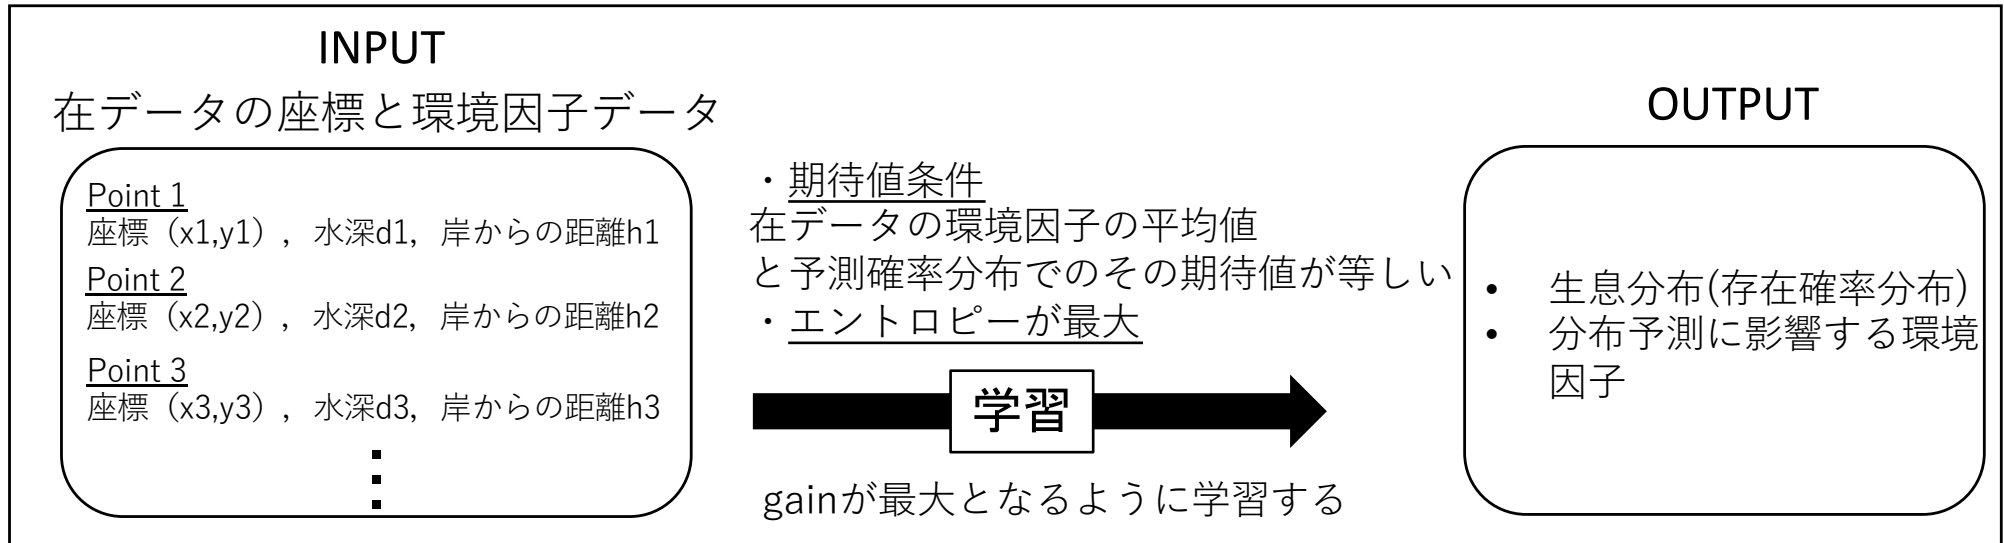 INPUT
在データの座標と環境因子データ
Point 1
座標（x1,y1）, 水深d1, 岸からの距離h1
Point 2
座標（x2,y2）, 水深d2, 岸からの距離h2
Point 3
座標（x3,y3）, 水深d3, 岸からの距離h3
・期待値条件
在データの環境因子の平均値
と予測確率分布でのその期待値が等しい
・エントロピーが最大
学習
gainが最大となるように学習する
OUTPUT
• 生息分布(存在確率分布)
• 分布予測に影響する環境
因子